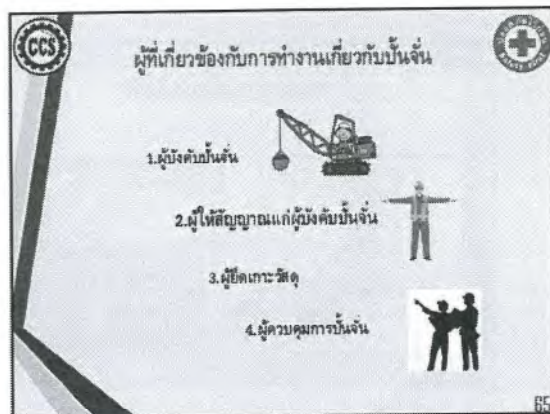 CCS
ผู้ที่เกี่ยวข้องกับการทำงานเกี่ยวกับปั้นจั่น
1.ผู้บังคับปั้นจั่น
2.ผู้ให้สัญญาณแก่ผู้บังคับปั้นจั่น
3.ผู้ยึดเกาะวัสดุ
4.ผู้ควบคุมการปั้นจั่น
65